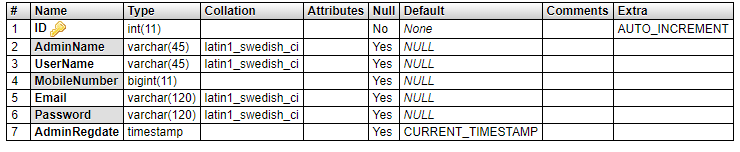 # Name Type Collation Attributes Null Default Comments Extra
1 ID int(11) No None AUTO_INCREMENT
2 AdminName varchar(45) latin1_swedish_ci Yes NULL
3 UserName varchar(45) latin1_swedish_ci Yes NULL
4 MobileNumber bigint(11) Yes NULL
5 Email varchar(120) latin1_swedish_ci Yes NULL
6 Password varchar(120) latin1_swedish_ci Yes NULL
7 AdminRegdate timestamp Yes CURRENT_TIMESTAMP